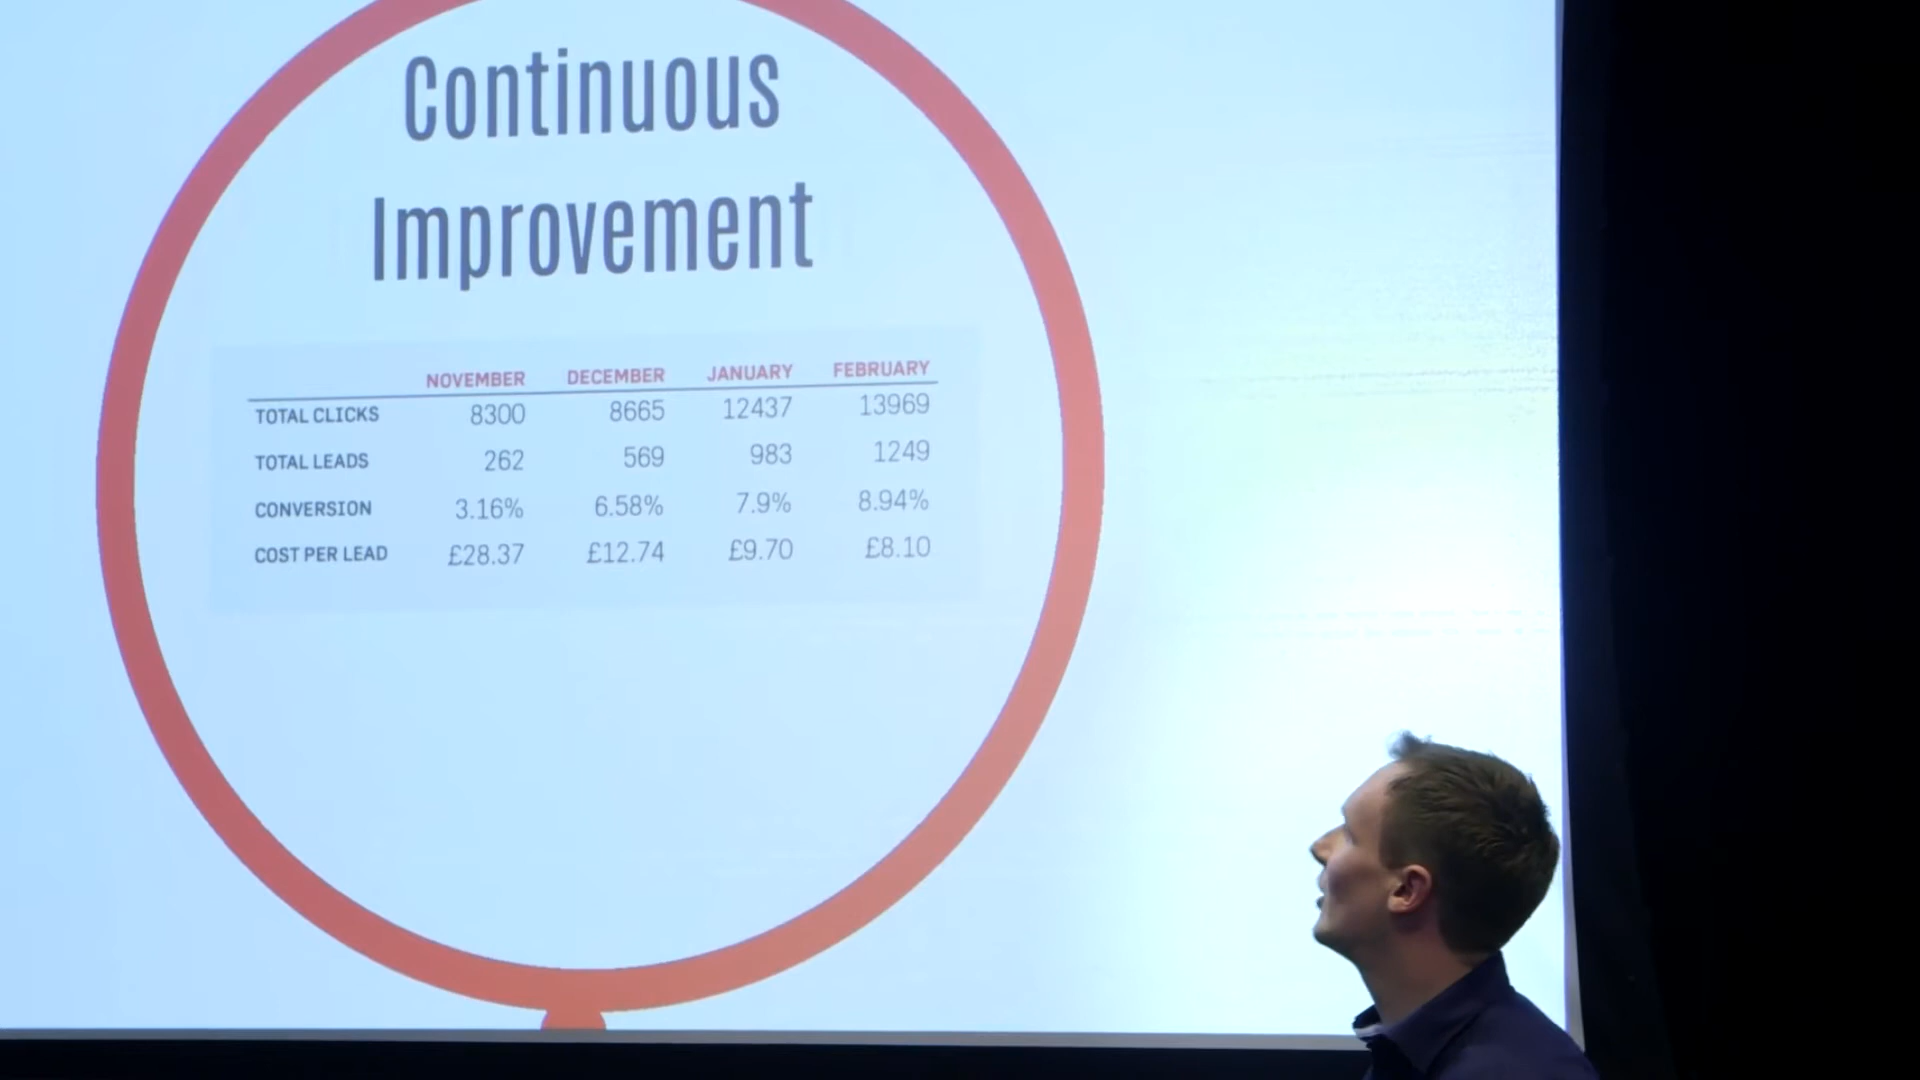 Continuous
Improvement
NOVEMBER DECEMBER JANUARY FEBRUARY
TOTAL CLICKS 8300 8665 12437 13969
TOTAL LEADS 262 569 983 1249
CONVERSION 3.16% 6.58% 7.9% 8.94%
COST PER LEAD £28.37 £12.74 £9.70 £8.10